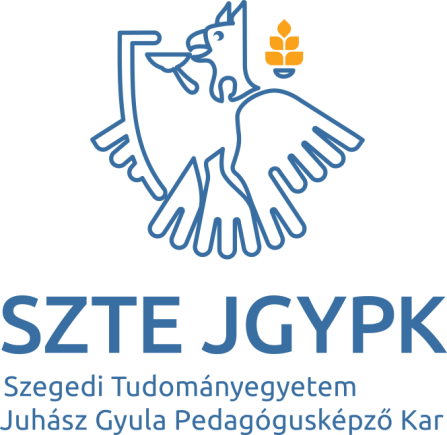 SZTE JGYPK
Szegedi Tudományegyetem
Juhász Gyula Pedagógusképző Kar